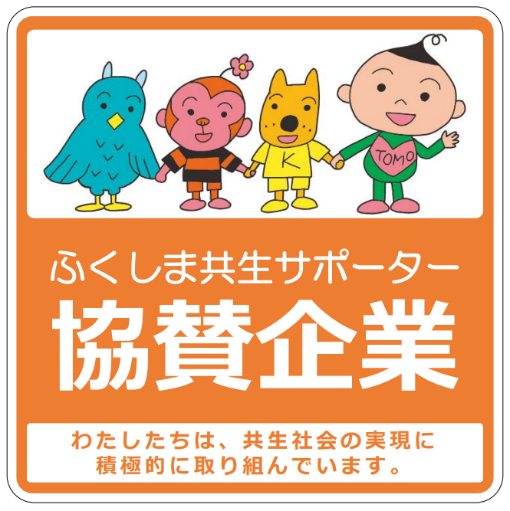 K
TOMO
ふくしま共生サポーター
協賛企業
わたしたちは、共生社会の実現に
積極的に取り組んでいます。